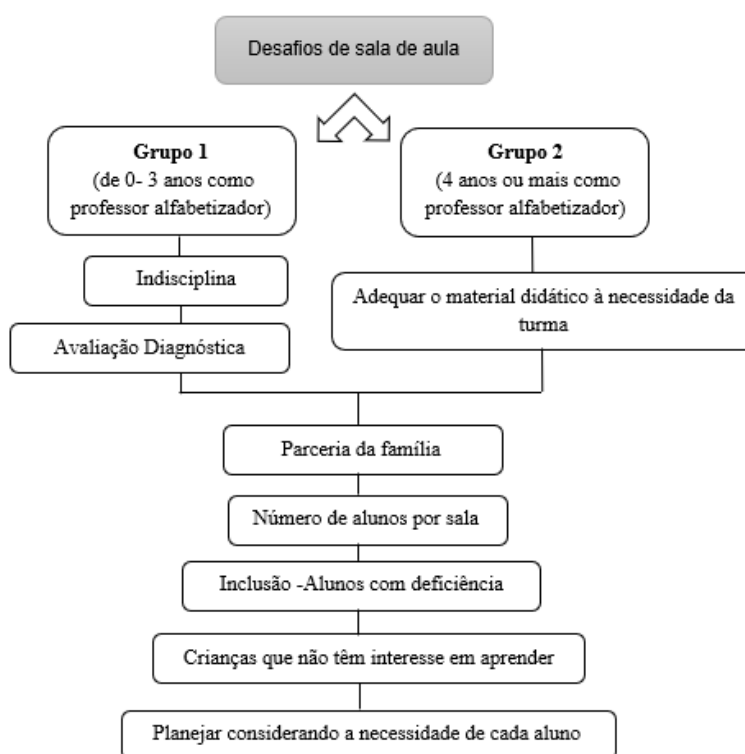 Desafios de sala de aula
Grupo 1
(de 0- 3 anos como
professor alfabetizador)
Grupo 2
(4 anos ou mais como
professor alfabetizador)
Indisciplina
Avaliação Diagnóstica
Adequar o material didático à necessidade da
turma
Parceria da família
Número de alunos por sala
Inclusão -Alunos com deficiência
Crianças que não têm interesse em aprender
Planejar considerando a necessidade de cada aluno